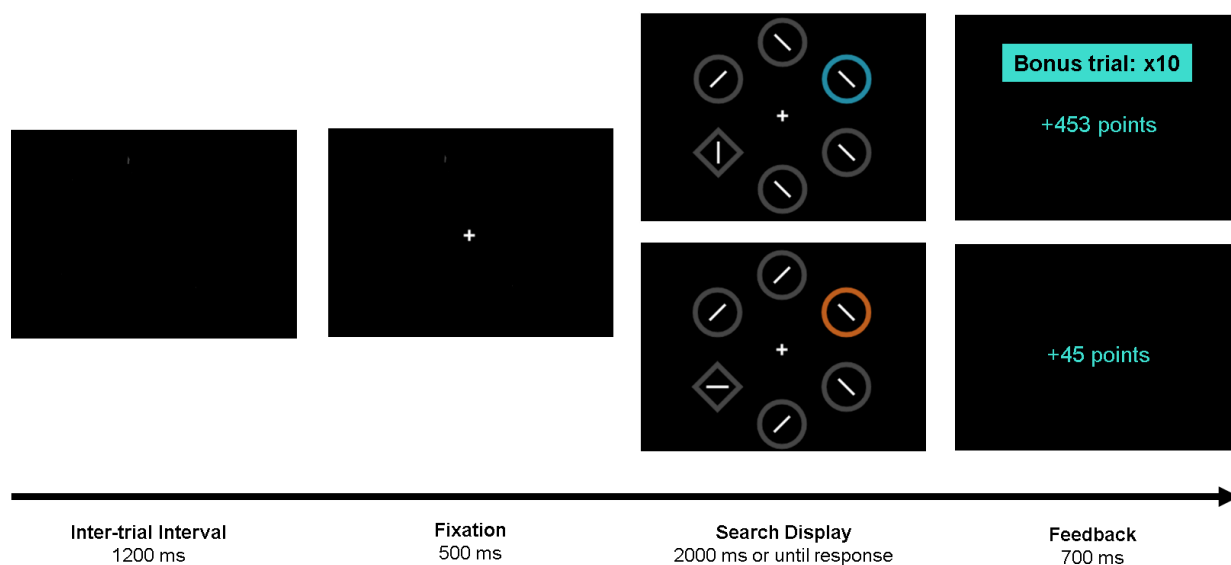 Bonus trial: x10
+453 points
+45 points
Inter-trial Interval
1200 ms
Fixation
500 ms
Search Display
2000 ms or until response
Feedback
700 ms